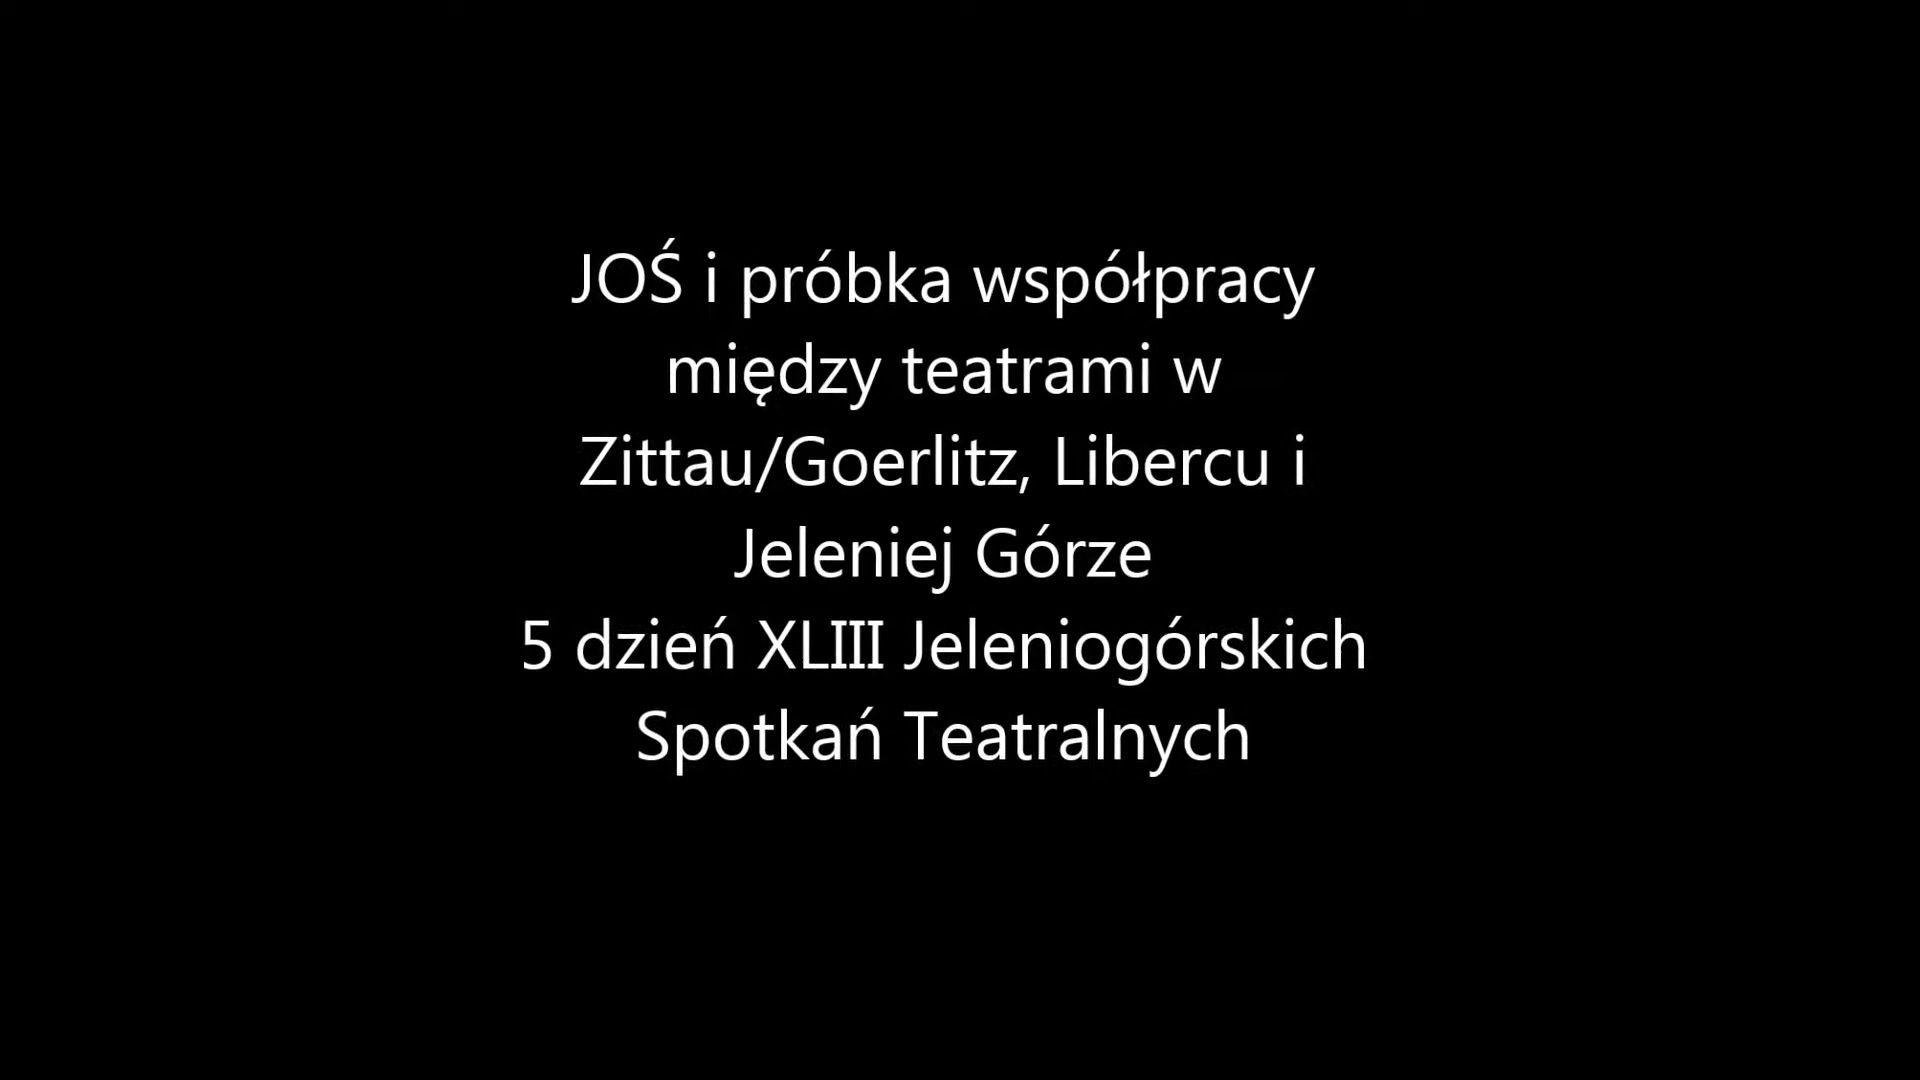 JOŚ i próbka współpracy
między teatrami w
Zittau/Goerlitz, Libercu i
Jeleniej Górze
5 dzień XLIII Jeleniogórskich
Spotkań Teatralnych